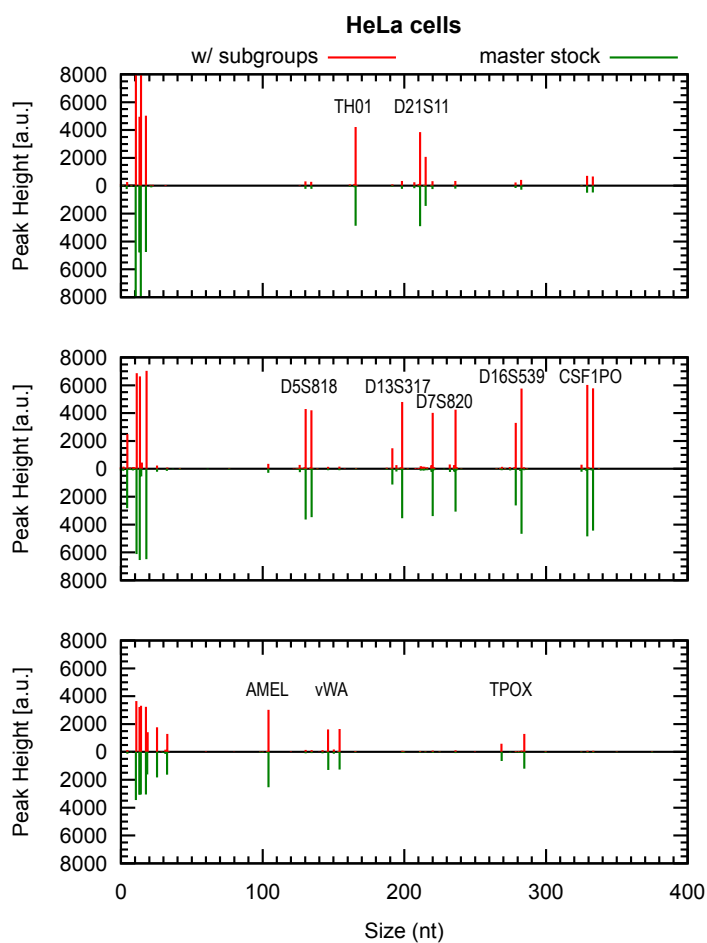 HeLa cells
w/ subgroups master stock
Peak Height [a.u.]
8000
6000
4000
2000
0
2000
4000
6000
8000
TH01 D21S11
Peak Height [a.u.]
8000
6000
4000
2000
0
2000
4000
6000
8000
D5S818 D13S317 D7S820 D16S539 CSF1PO
Peak Height [a.u.]
8000
6000
4000
2000
0
2000
4000
6000
8000
AMEL vWA TPOX
0 100 200 300 400
Size (nt)